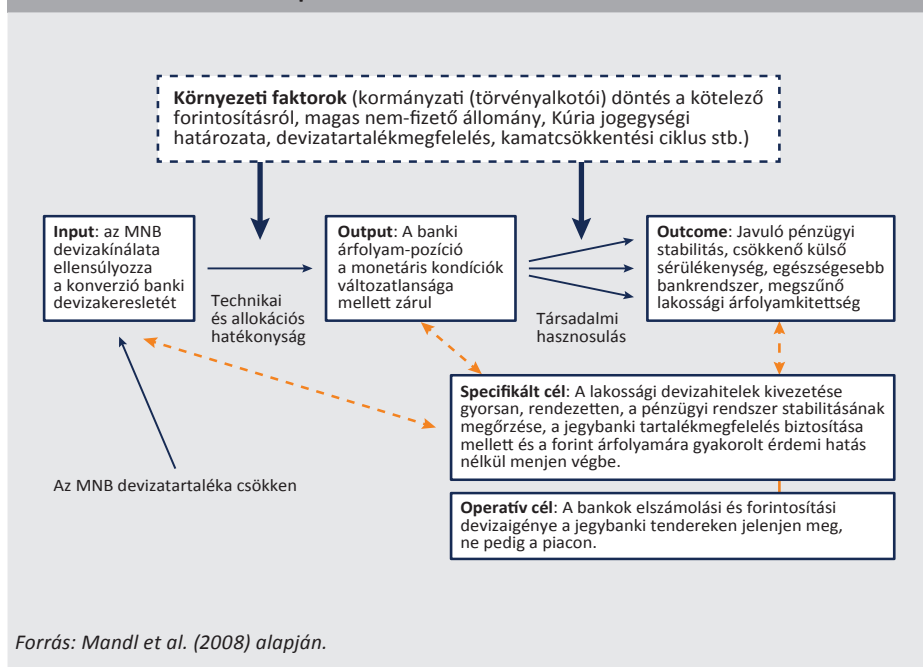 Környezeti faktorok (kormányzati (törvényalkotói) döntés a kötelező
forintosításról, magas nem-fizető állomány, Kúria jogegységi
határozata, devizatartalékmegfelelés, kamatcsökkentési ciklus stb.)
Input: az MNB
devizakínálata
ellensúlyozza
a konverzió banki
devizakeresletét
Technikai
és allokációs
hatékonyság
Output: A banki
árfolyam-pozíció
a monetáris kondíciók
változatlansága
mellett zárul
Társadalmi
hasznosulás
Outcome: Javuló pénzügyi
stabilitás, csökkenő külső
sérülékenység, egészségesebb
bankrendszer, megszűnő
lakossági árfolyamkitettség
Specifikált cél: A lakossági devizahitelek kivezetése
gyorsan, rendezetten, a pénzügyi rendszer stabilitásának
megőrzése, a jegybanki tartalékmegfelelés biztosítása
mellett és a forint árfolyamára gyakorolt érdemi hatás
nélkül menjen végbe.
Az MNB devizatartaléka csökken
Operatív cél: A bankok elszámolási és forintosítási
devizaigénye a jegybanki tendereken jelenjen meg,
ne pedig a piacon.
Forrás: Mandl et al. (2008) alapján.